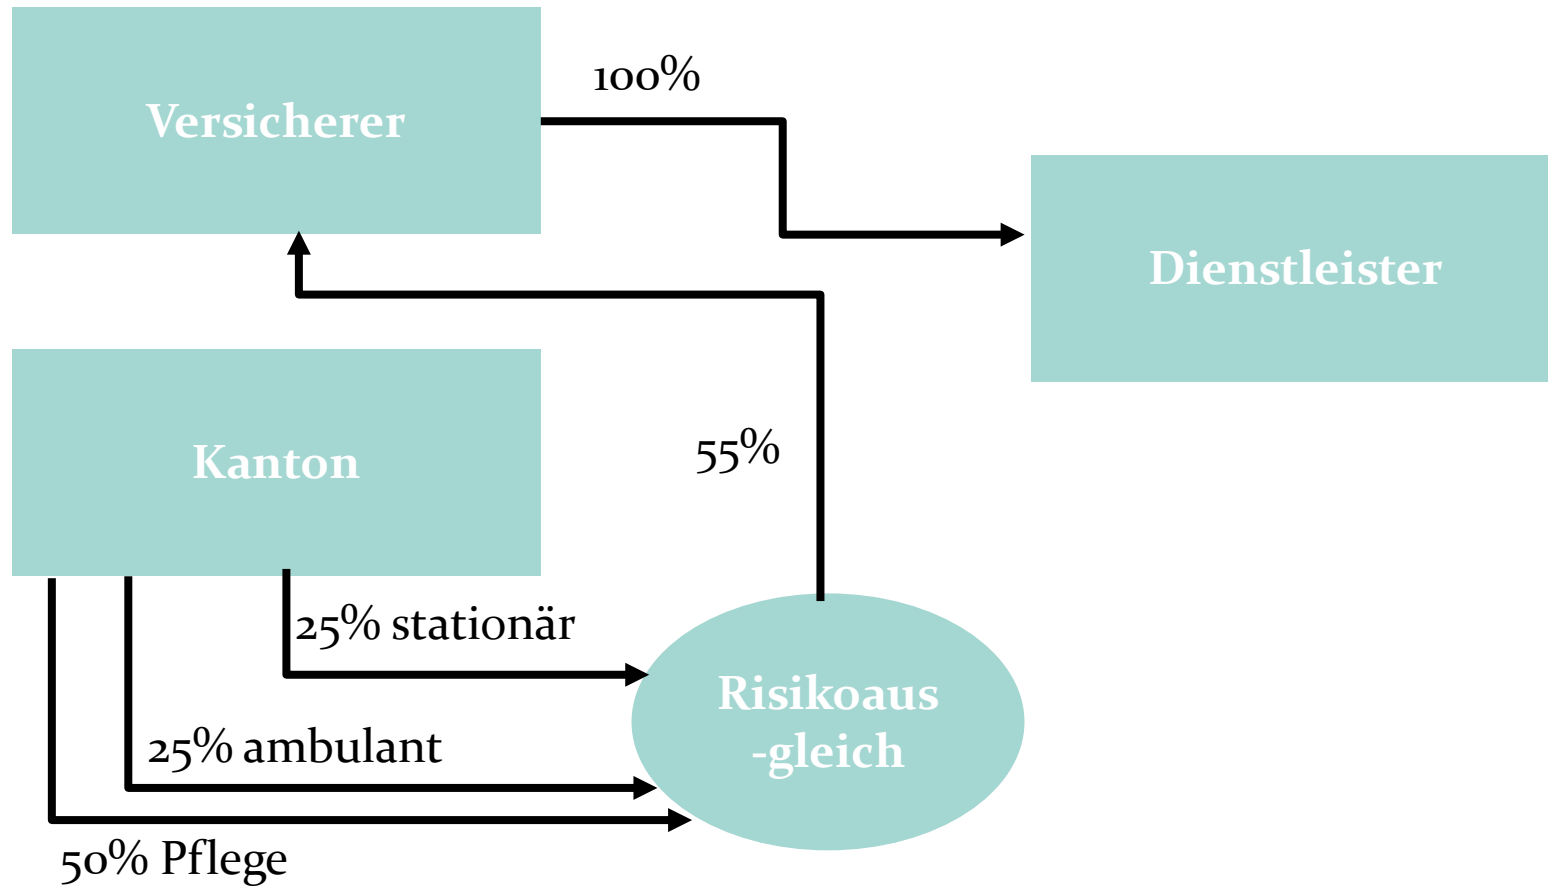 Versicherer
100%
Dienstleister
Kanton
55%
25% stationär
Risikoaus
-gleich
25% ambulant
50% Pflege